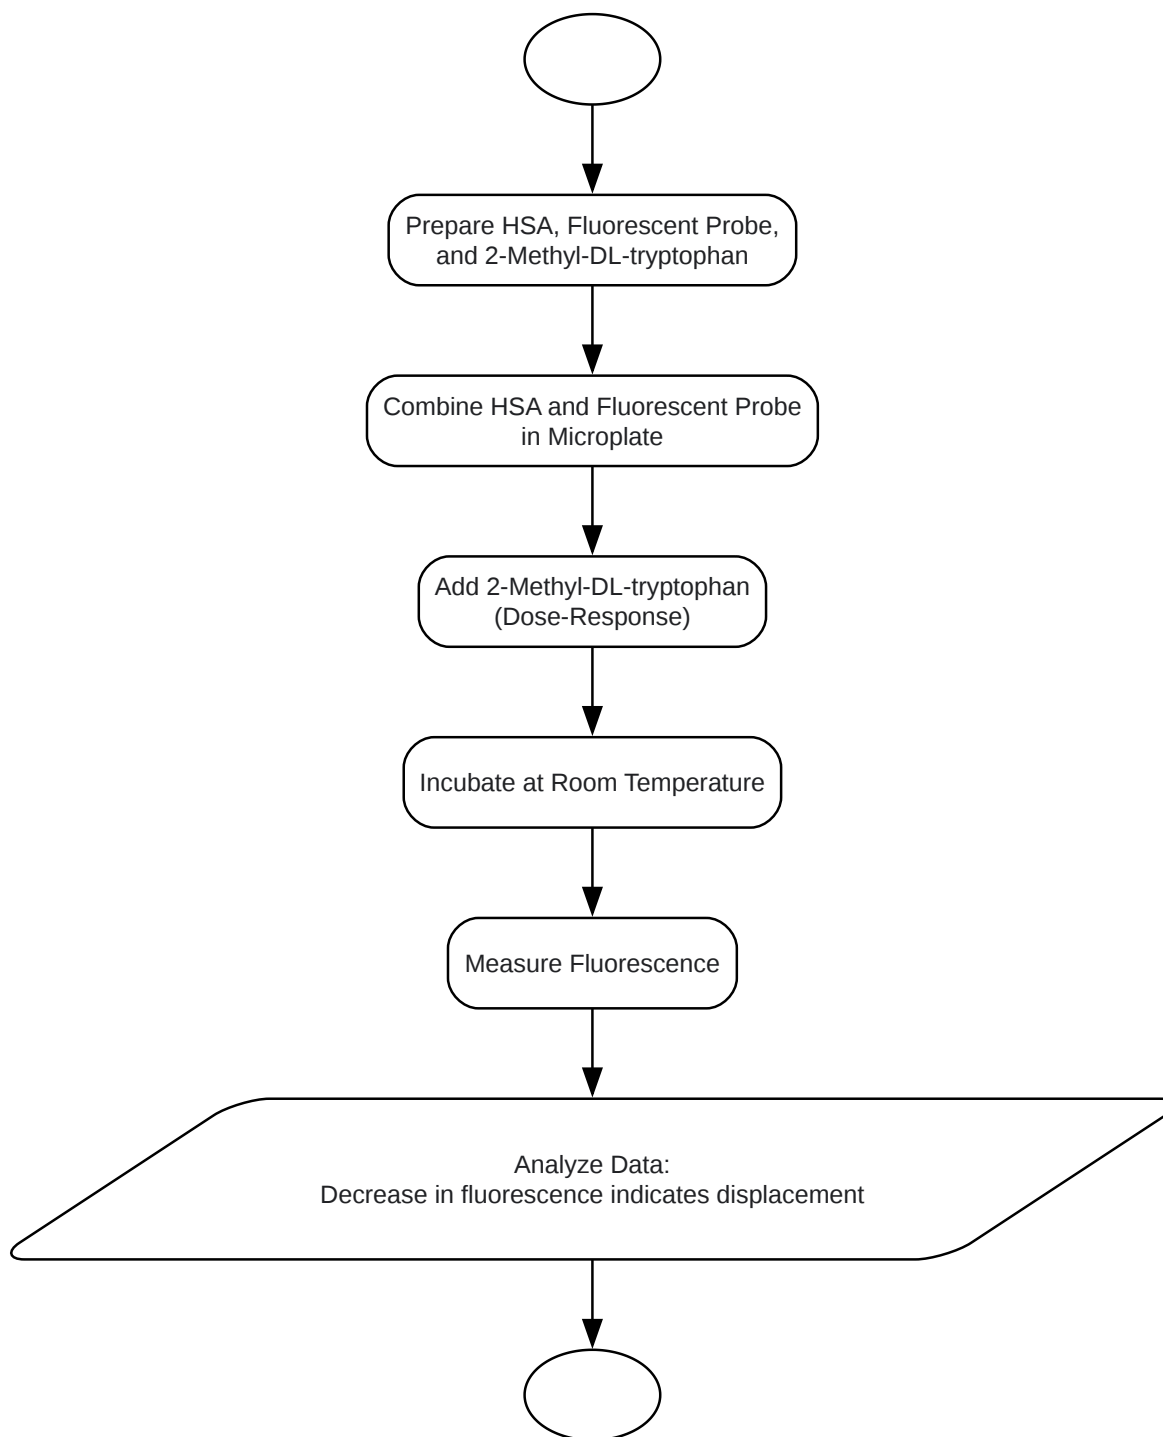 Prepare HSA, Fluorescent Probe,
and 2-Methyl-DL-tryptophan
Combine HSA and Fluorescent Probe
in Microplate
Add 2-Methyl-DL-tryptophan
(Dose-Response)
Incubate at Room Temperature
Measure Fluorescence
Analyze Data:
Decrease in fluorescence indicates displacement